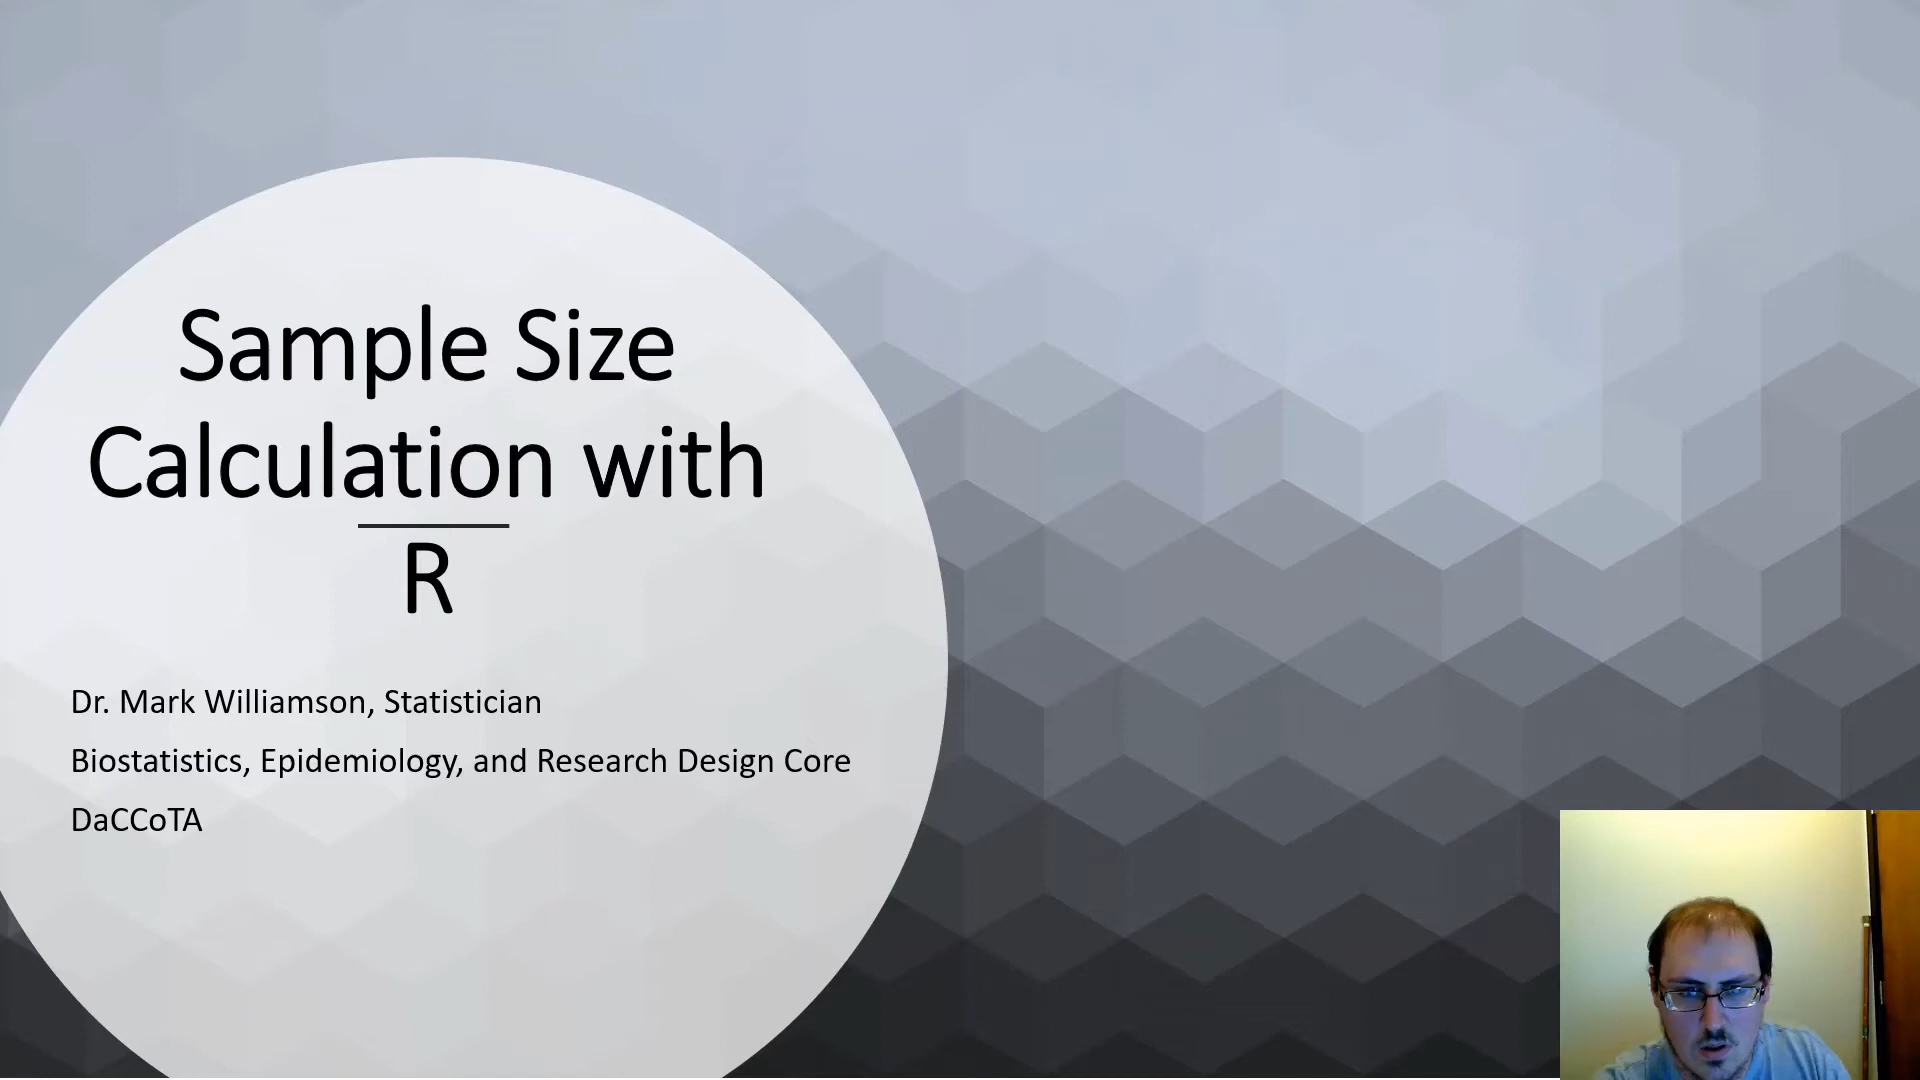 Sample Size
Calculation with
R
Dr. Mark Williamson, Statistician
Biostatistics, Epidemiology, and Research Design Core
DaCCoTA